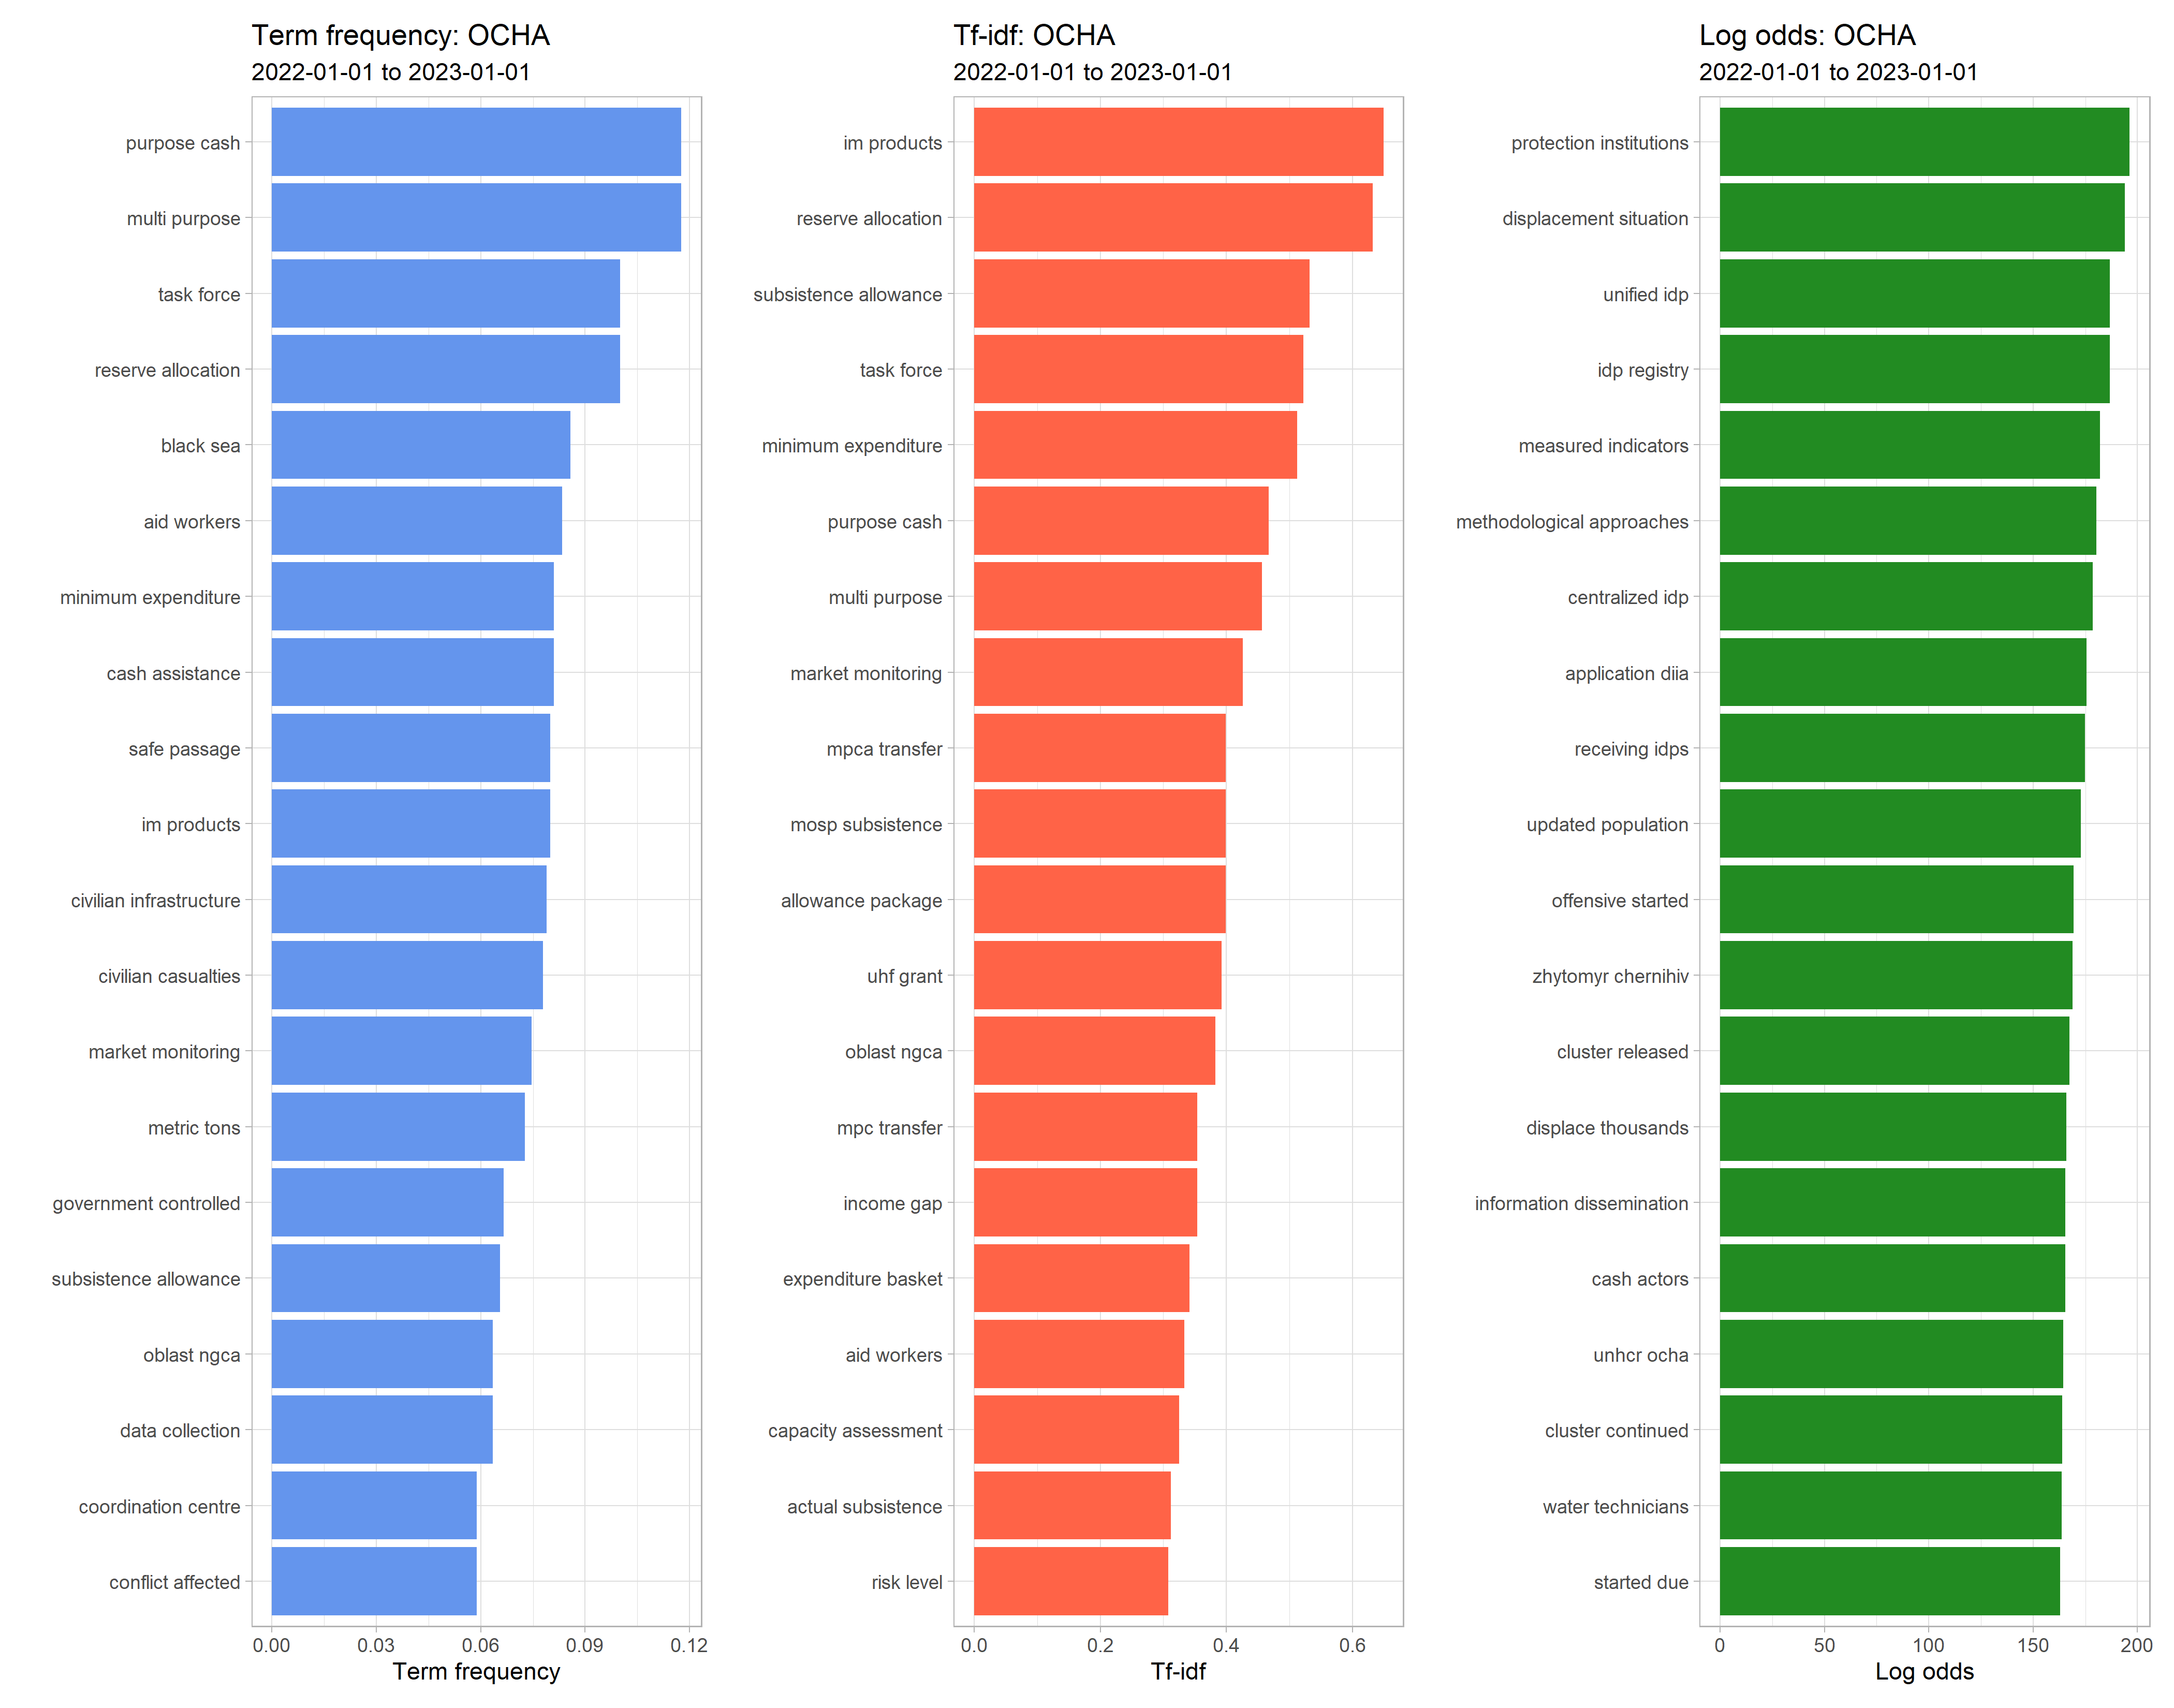 Term frequency: OCHA
2022-01-01 to 2023-01-01
purpose cash
multi purpose
task force
reserve allocation
black sea
aid workers
minimum expenditure
cash assistance
safe passage
im products
civilian infrastructure
civilian casualties
market monitoring
metric tons
government controlled
subsistence allowance
oblast ngca
data collection
coordination centre
conflict affected
0.00 0.03 0.06 0.09 0.12
Term frequency
Tf-idf: OCHA
2022-01-01 to 2023-01-01
im products
reserve allocation
subsistence allowance
task force
minimum expenditure
purpose cash
multi purpose
market monitoring
mpca transfer
mosp subsistence
allowance package
uhf grant
oblast ngca
mpc transfer
income gap
expenditure basket
aid workers
capacity assessment
actual subsistence
risk level
0.0 0.2 0.4 0.6
Tf-idf
Log odds: OCHA
2022-01-01 to 2023-01-01
protection institutions
displacement situation
unified idp
idp registry
measured indicators
methodological approaches
centralized idp
application diia
receiving idps
updated population
offensive started
zhytomyr chernihiv
cluster released
displace thousands
information dissemination
cash actors
unhcr ocha
cluster continued
water technicians
started due
0 50 100 150 200
Log odds